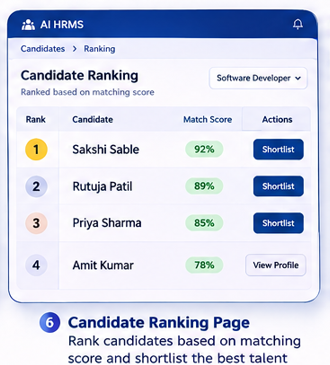 AI HRMS
Candidates > Ranking
Candidate Ranking
Ranked based on matching score
Software Developer
Rank Candidate Match Score Actions
1 Sakshi Sable 92% Shortlist
2 Rutuja Patil 89% Shortlist
3 Priya Sharma 85% Shortlist
4 Amit Kumar 78% View Profile
6 Candidate Ranking Page
Rank candidates based on matching
score and shortlist the best talent